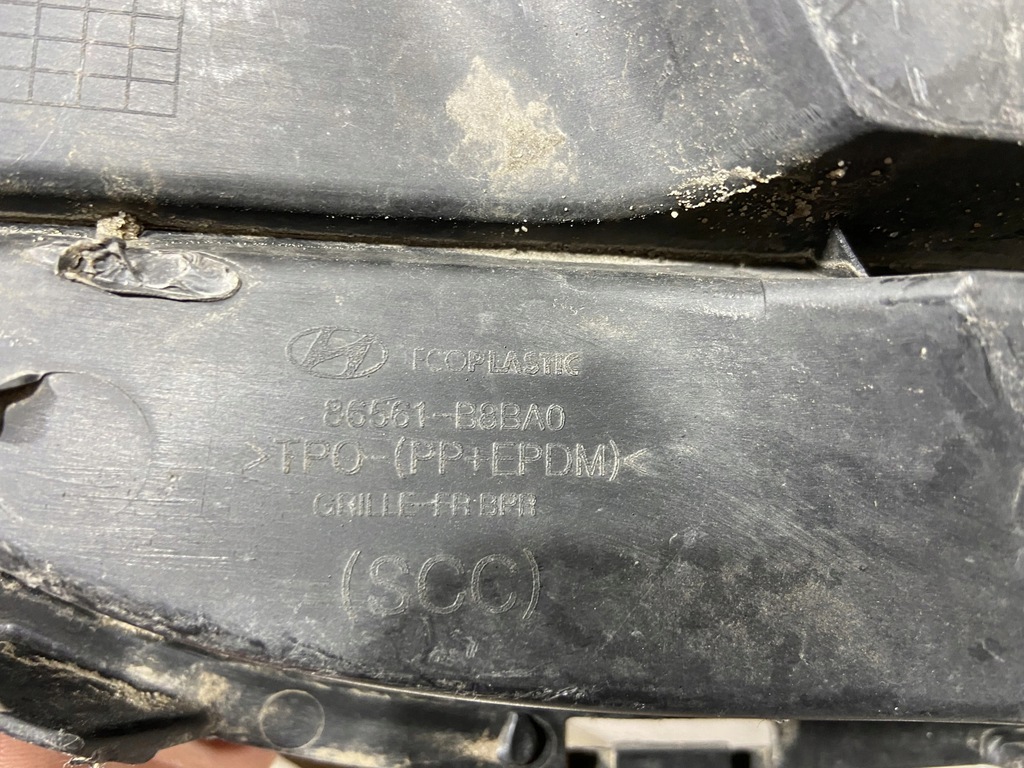 ECOPLASTIC
86561-B8BA0
>TPO-(PP+EPDM)<
GRILLE-FR BPR
(SCC)